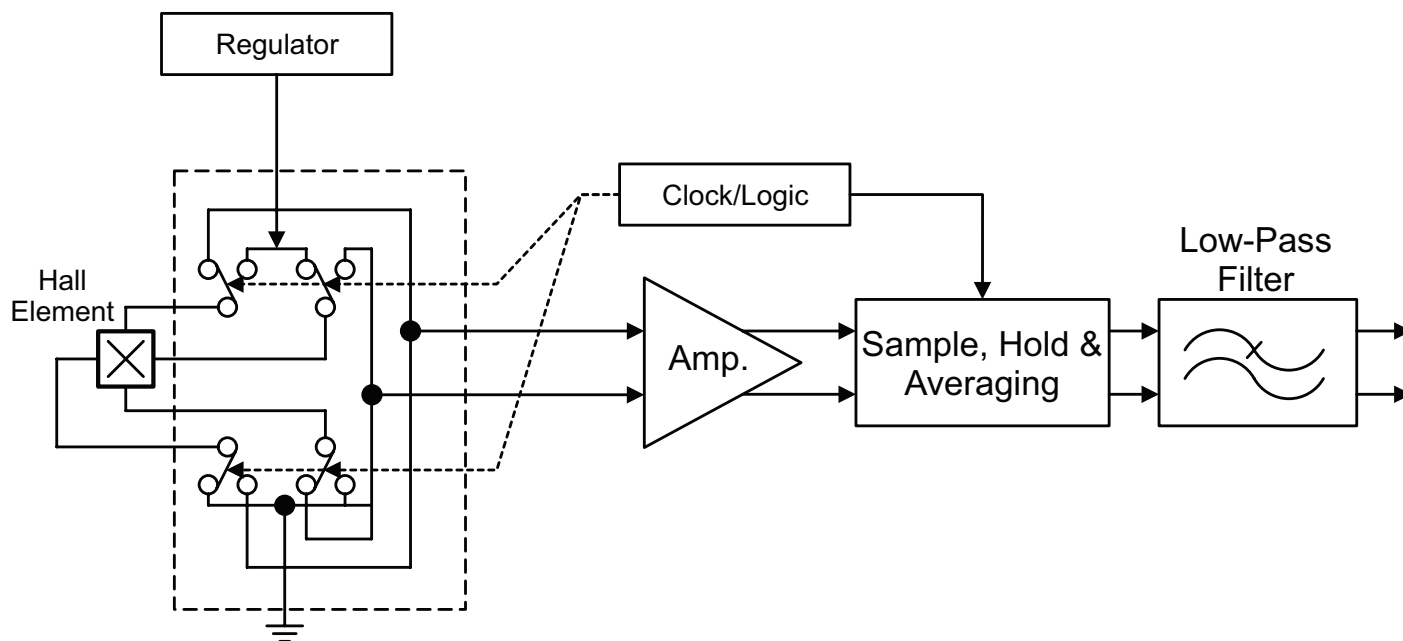 Regulator
Clock/Logic
Low-Pass
Filter
Hall
Element
Amp.
Sample, Hold &
Averaging